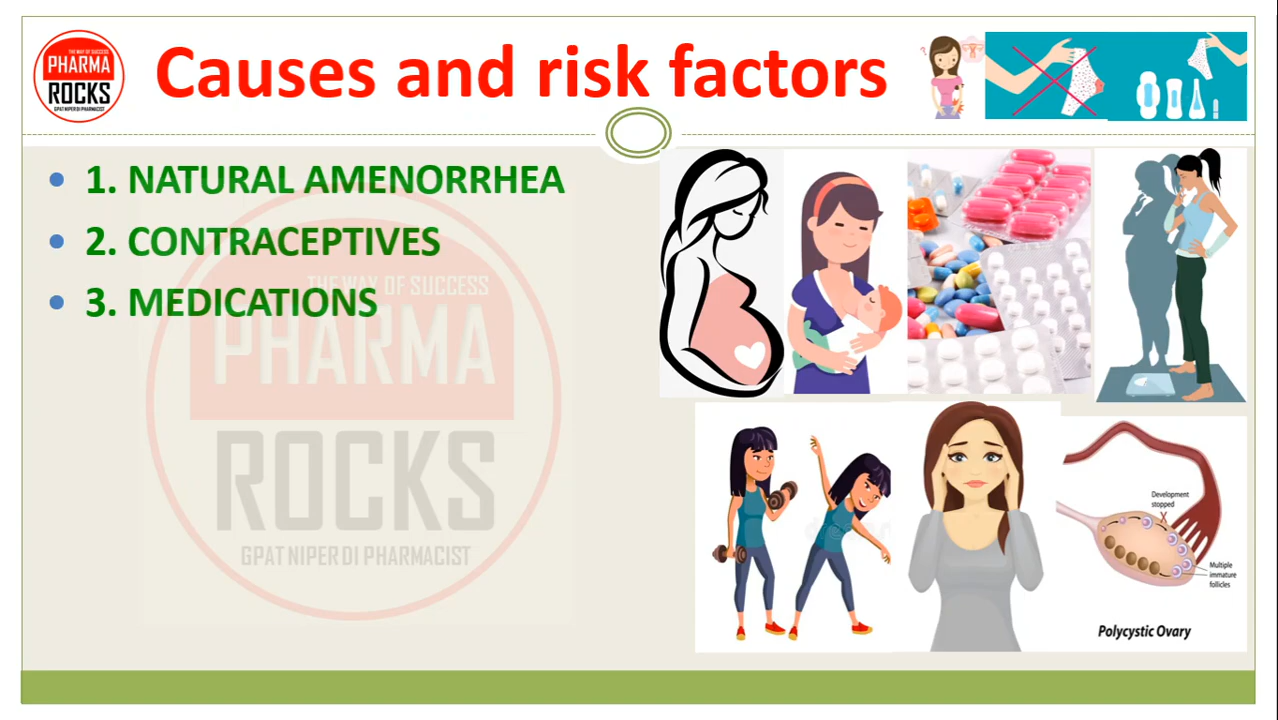 THE WAY OF SUCCESS
PHARMA
ROCKS
GPAT NIPER DI PHARMACIST
Causes and risk factors
• 1. NATURAL AMENORRHEA
• 2. CONTRACEPTIVES
• 3. MEDICATIONS
THE WAY OF SUCCESS
PHARMA
ROCKS
GPAT NIPER DI PHARMACIST
Development
stopped
Multiple
immature
follicles
Polycystic Ovary